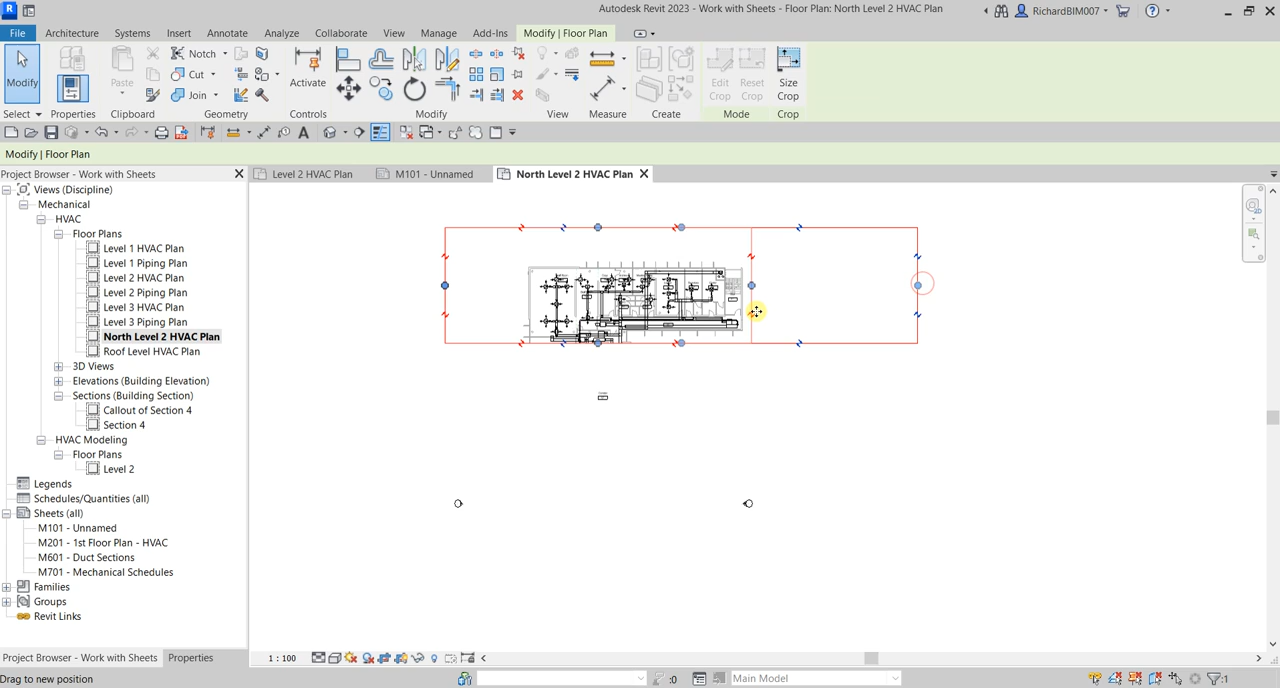 Autodesk Revit 2023 - Work with Sheets - Floor Plan: North Level 2 HVAC Plan
RichardBIM007
File
Architecture
Systems
Insert
Annotate
Analyze
Collaborate
View
Manage
Add-Ins
Modify | Floor Plan
Modify
Paste
Notch
Cut
Join
Activate
Edit
Crop
Reset
Crop
Size
Crop
Select
Properties
Clipboard
Geometry
Controls
Modify
View
Measure
Create
Mode
Crop
Modify | Floor Plan
Project Browser - Work with Sheets
Level 2 HVAC Plan
M101 - Unnamed
North Level 2 HVAC Plan
Views (Discipline)
Mechanical
HVAC
Floor Plans
Level 1 HVAC Plan
Level 1 Piping Plan
Level 2 HVAC Plan
Level 2 Piping Plan
Level 3 HVAC Plan
Level 3 Piping Plan
North Level 2 HVAC Plan
Roof Level HVAC Plan
3D Views
Elevations (Building Elevation)
Sections (Building Section)
Callout of Section 4
Section 4
HVAC Modeling
Floor Plans
Level 2
Legends
Schedules/Quantities (all)
Sheets (all)
M101 - Unnamed
M201 - 1st Floor Plan - HVAC
M601 - Duct Sections
M701 - Mechanical Schedules
Families
Groups
Revit Links
Project Browser - Work with Sheets
Properties
1 : 100
Drag to new position
:0
Main Model
:1